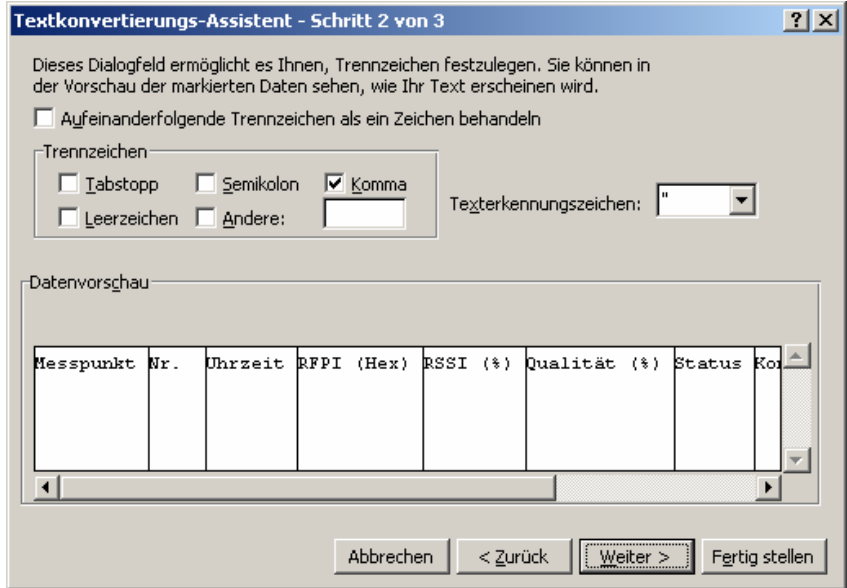 Textkonvertierungs-Assistent - Schritt 2 von 3
Dieses Dialogfeld ermöglicht es Ihnen, Trennzeichen festzulegen. Sie können in
der Vorschau der markierten Daten sehen, wie Ihr Text erscheinen wird.
Aufeinanderfolgende Trennzeichen als ein Zeichen behandeln
Trennzeichen
Tabstopp Semikolon Komma
Leerzeichen Andere:
Texterkennungszeichen: "
Datenvorschau
Messpunkt Nr. Uhrzeit RFPI (Hex) RSSI (%) Qualität (%) Status
Abbrechen < Zurück Weiter > Fertig stellen